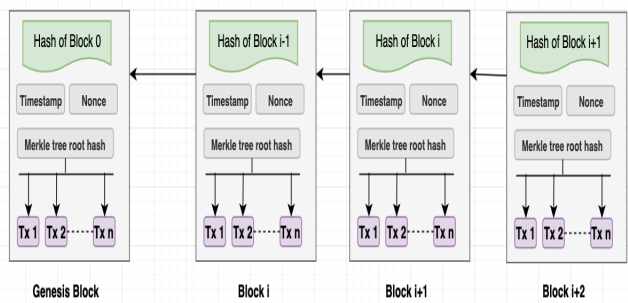 Hash of Block 0
Timestamp Nonce
Merkle tree root hash
Tx 1 Tx 2 Tx n
Genesis Block
Hash of Block i-1
Timestamp Nonce
Merkle tree root hash
Tx 1 Tx 2 Tx n
Block i
Hash of Block i
Timestamp Nonce
Merkle tree root hash
Tx 1 Tx 2 Tx n
Block i+1
Hash of Block i+1
Timestamp Nonce
Merkle tree root hash
Tx 1 Tx 2 Tx n
Block i+2